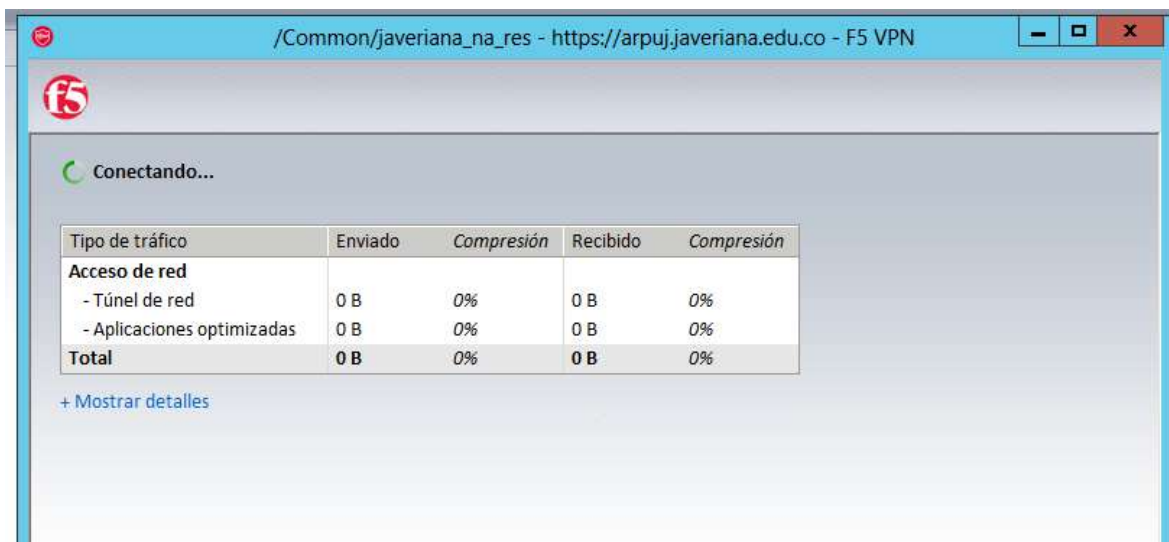 /Common/javeriana_na_res - https://arpuj.javeriana.edu.co - F5 VPN
f5
Conectando...
Tipo de tráfico Enviado Compresión Recibido Compresión
Acceso de red
- Túnel de red 0 B 0% 0 B 0%
- Aplicaciones optimizadas 0 B 0% 0 B 0%
Total 0 B 0% 0 B 0%
+ Mostrar detalles